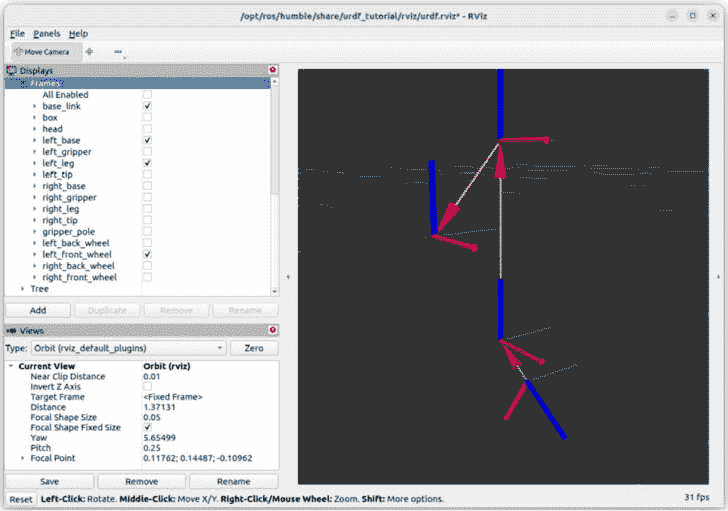 /opt/ros/humble/share/urdf_tutorial/rviz/urdf.rviz* - RViz
File Panels Help
Move Camera
Displays
Frames
All Enabled
base_link
box
head
left_base
left_gripper
left_leg
left_tip
right_base
right_gripper
right_leg
right_tip
gripper_pole
left_back_wheel
left_front_wheel
right_back_wheel
right_front_wheel
Tree
Add Duplicate Remove Rename
Views
Type: Orbit (rviz_default_plugins) Zero
Current View Orbit (rviz)
Near Clip Distance 0.01
Invert Z Axis
Target Frame <Fixed Frame>
Distance 1.37131
Focal Shape Size 0.05
Focal Shape Fixed Size
Yaw 5.65499
Pitch 0.25
Focal Point 0.11762; 0.14487; -0.10962
Save Remove Rename
Reset Left-Click: Rotate. Middle-Click: Move X/Y. Right-Click/Mouse Wheel: Zoom. Shift: More options. 31 fps